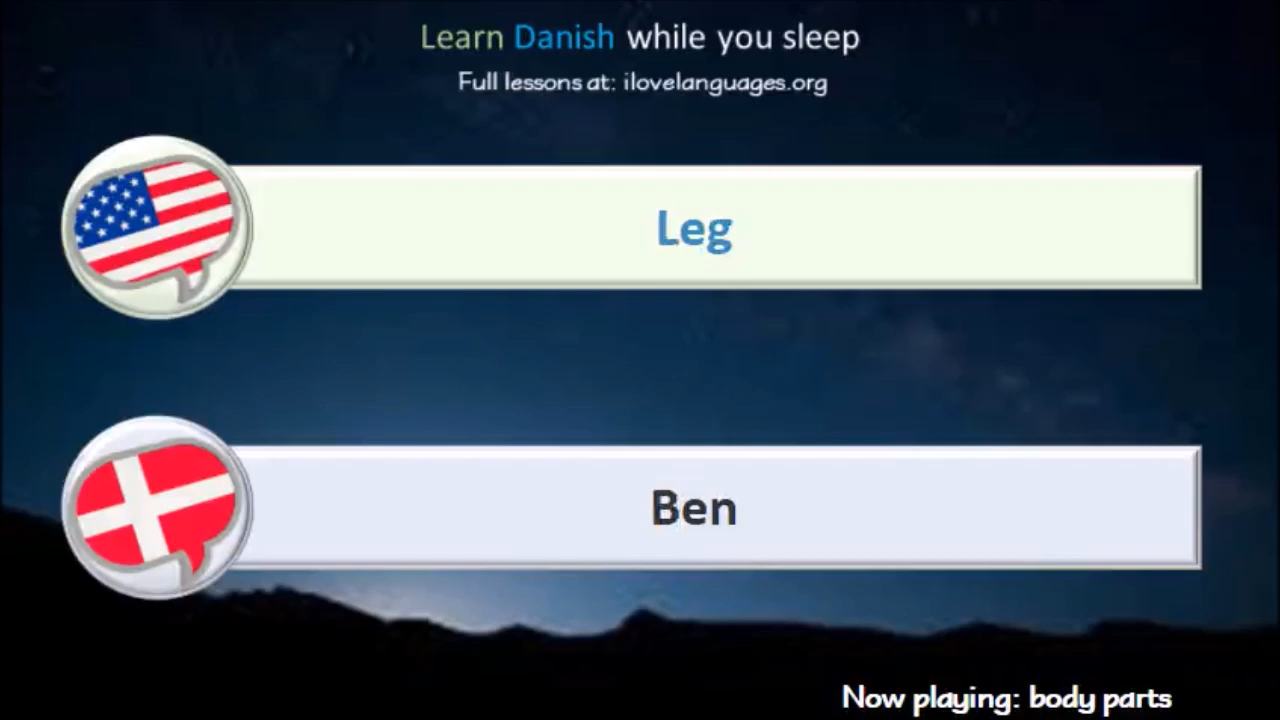 Learn Danish while you sleep
Full lessons at: ilovelanguages.org
Leg
Ben
Now playing: body parts